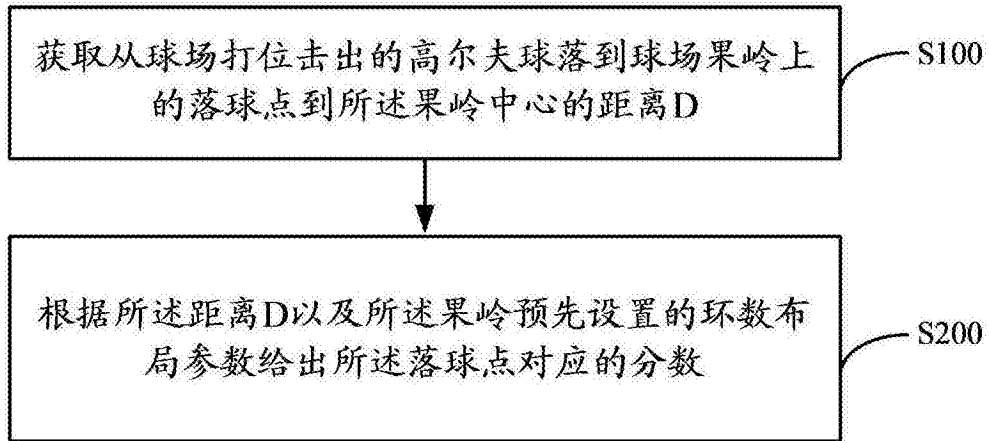 获取从球场打位击出的高尔夫球落到球场果岭上
的落球点到所述果岭中心的距离D
S100
根据所述距离D以及所述果岭预先设置的环数布
局参数给出所述落球点对应的分数
S200